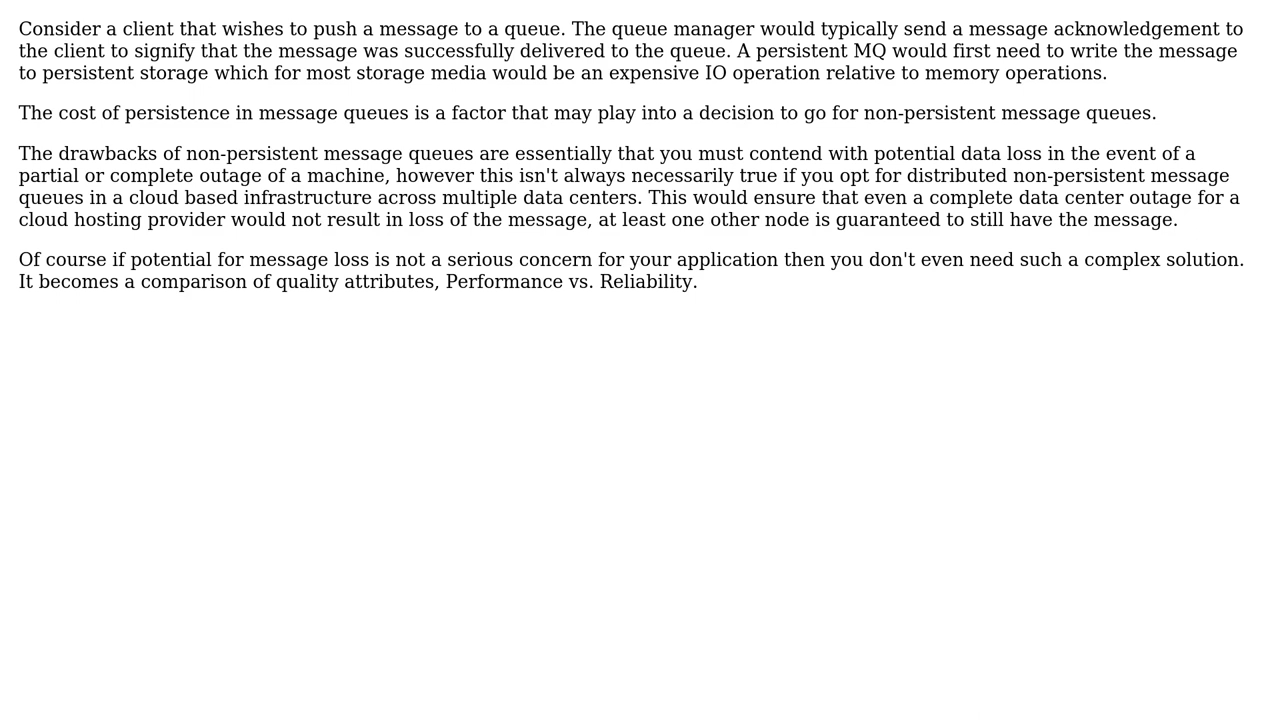 Consider a client that wishes to push a message to a queue. The queue manager would typically send a message acknowledgement to
the client to signify that the message was successfully delivered to the queue. A persistent MQ would first need to write the message
to persistent storage which for most storage media would be an expensive IO operation relative to memory operations.
The cost of persistence in message queues is a factor that may play into a decision to go for non-persistent message queues.
The drawbacks of non-persistent message queues are essentially that you must contend with potential data loss in the event of a
partial or complete outage of a machine, however this isn't always necessarily true if you opt for distributed non-persistent message
queues in a cloud based infrastructure across multiple data centers. This would ensure that even a complete data center outage for a
cloud hosting provider would not result in loss of the message, at least one other node is guaranteed to still have the message.
Of course if potential for message loss is not a serious concern for your application then you don't even need such a complex solution.
It becomes a comparison of quality attributes, Performance vs. Reliability.